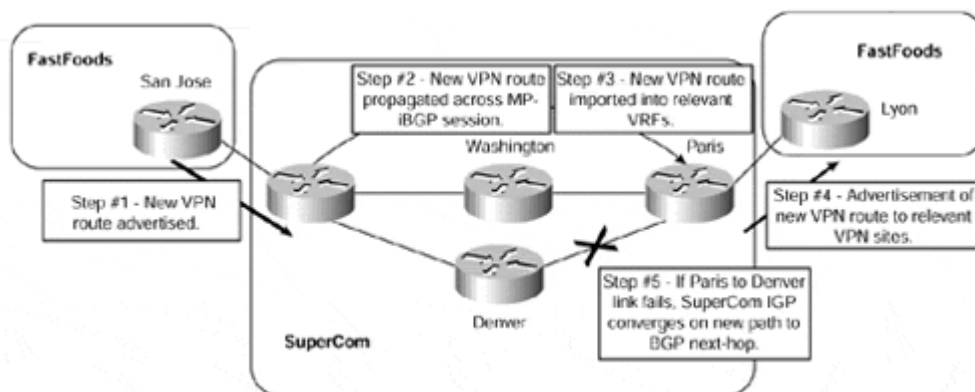 FastFoods
San Jose
Step #1 - New VPN
route advertised.
Step #2 - New VPN route
propagated across MP-
iBGP session.
Step #3 - New VPN route
imported into relevant
VRFs.
Washington
Paris
FastFoods
Lyon
Step #4 - Advertisement of
new VPN route to relevant
VPN sites.
Denver
Step #5 - If Paris to Denver
link fails, SuperCom IGP
converges on new path to
BGP next-hop.
SuperCom